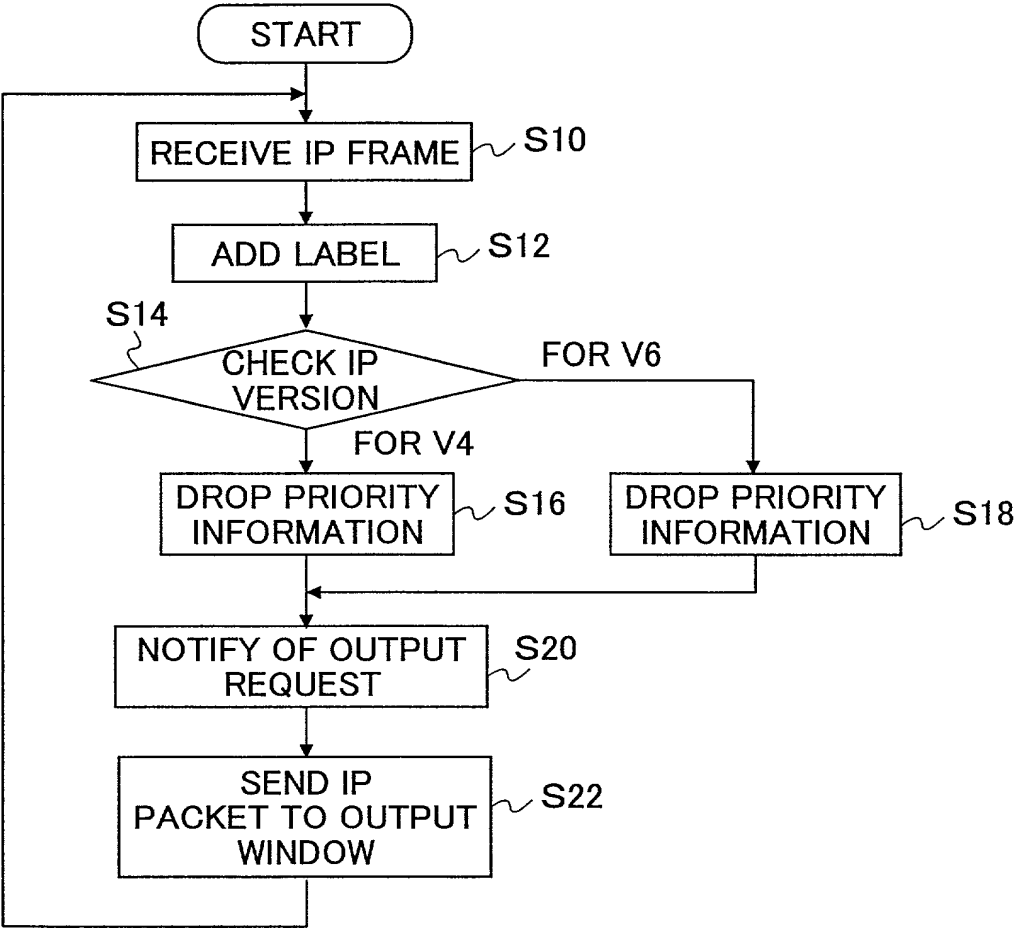 START
RECEIVE IP FRAME
S10
ADD LABEL
S12
S14
CHECK IP
VERSION
FOR V6
FOR V4
DROP PRIORITY
INFORMATION
S16
DROP PRIORITY
INFORMATION
S18
NOTIFY OF OUTPUT
REQUEST
S20
SEND IP
PACKET TO OUTPUT
WINDOW
S22